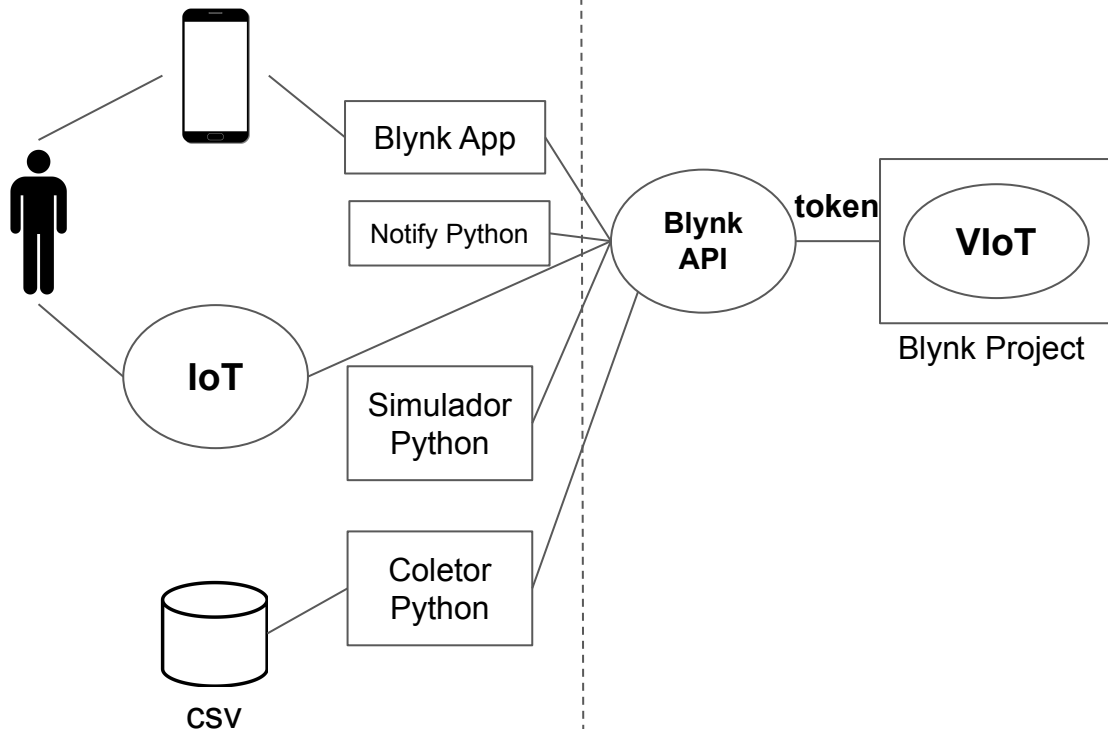 Blynk App
Notify Python
Blynk
API
token
VIoT
Blynk Project
IoT
Simulador
Python
Coletor
Python
csv